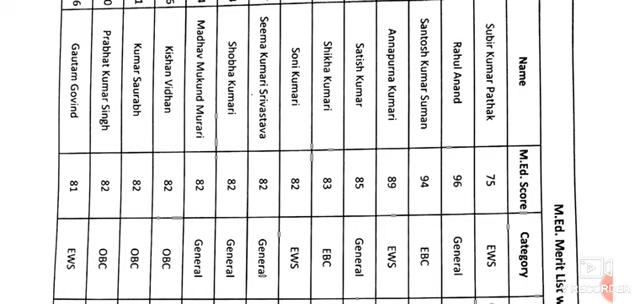 M.Ed. Merit List
Name M.Ed. Score Category
Subir Kumar Pathak 75 EWS
Rahul Anand 96 General
Santosh Kumar Suman 94 EBC
Annapurna Kumari 89 EWS
Satish Kumar 85 General
Shikha Kumari 83 EBC
Soni Kumari 82 EWS
Seema Kumari Srivastava 82 General
Shobha Kumari 82 General
Madhav Mukund Murari 82 General
Kishan Vidhan 82 OBC
Kumar Saurabh 82 OBC
Prabhat Kumar Singh 82 OBC
Gautam Govind 81 EWS
RECORDER